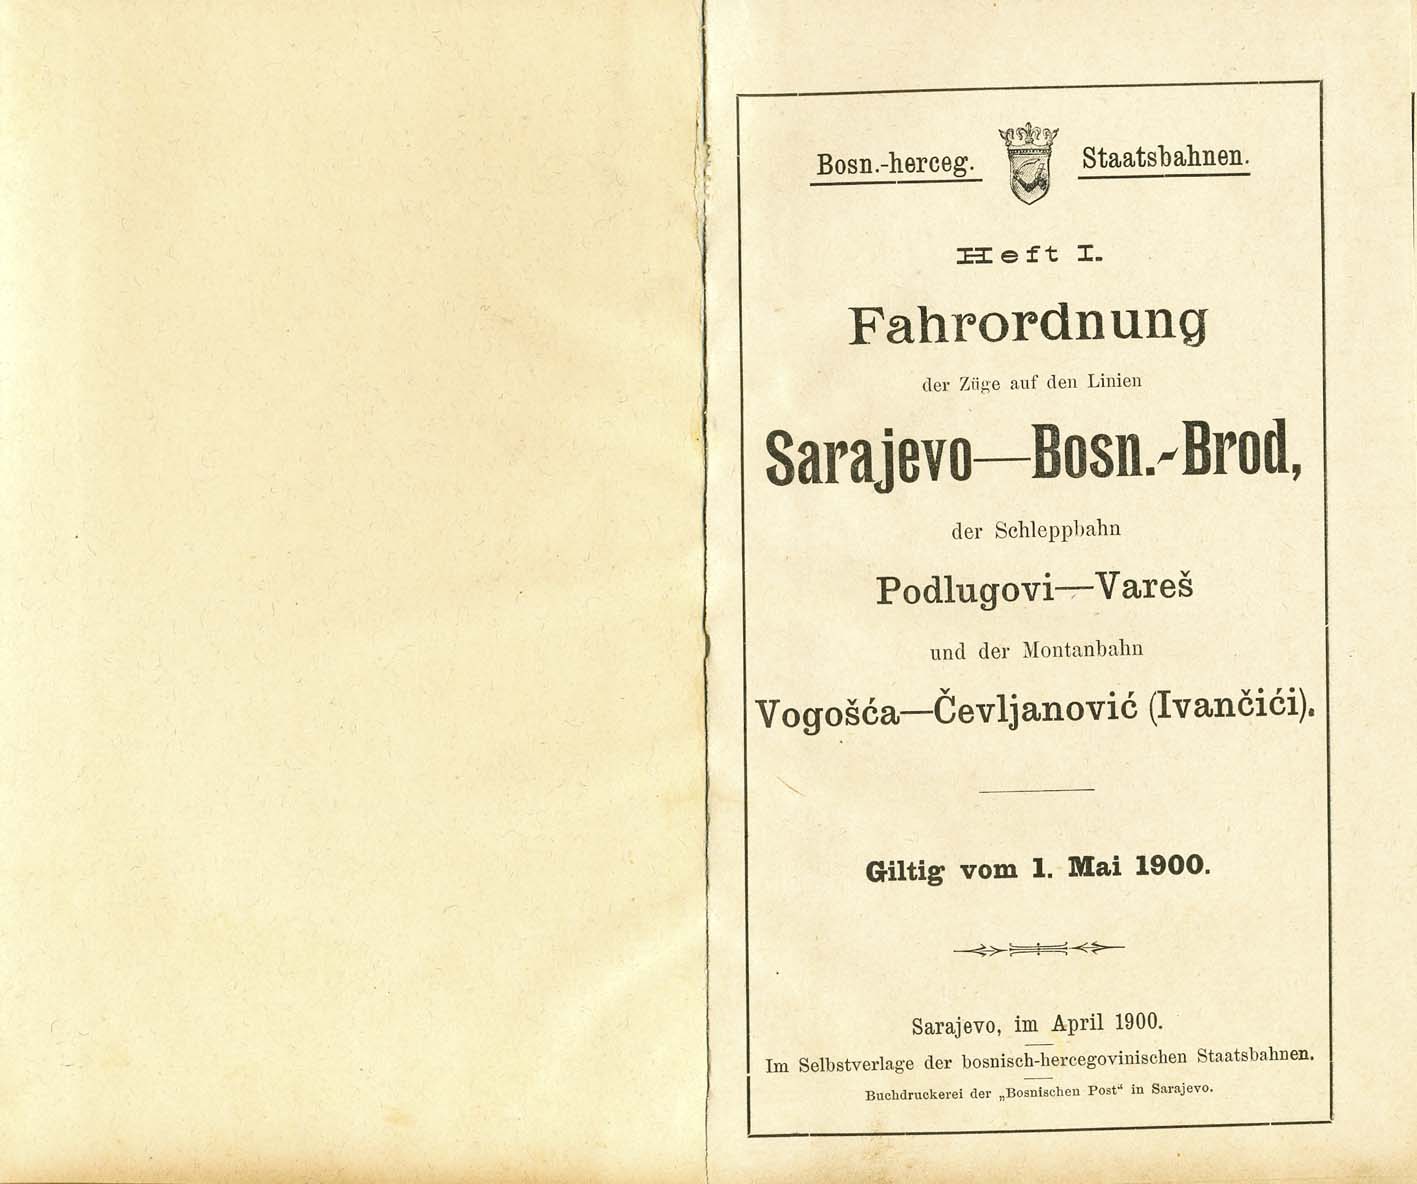 Bosn.-herceg. Staatsbahnen.
Heft I.
Fahrordnung
der Züge auf den Linien
Sarajevo—Bosn.-Brod,
der Schleppbahn
Podlugovi—Vareš
und der Montanbahn
Vogošća—Čevljanović (Ivančići).
Giltig vom 1. Mai 1900.
Sarajevo, im April 1900.
Im Selbstverlage der bosnisch-hercegovinischen Staatsbahnen.
Buchdruckerei der „Bosnischen Post“ in Sarajevo.